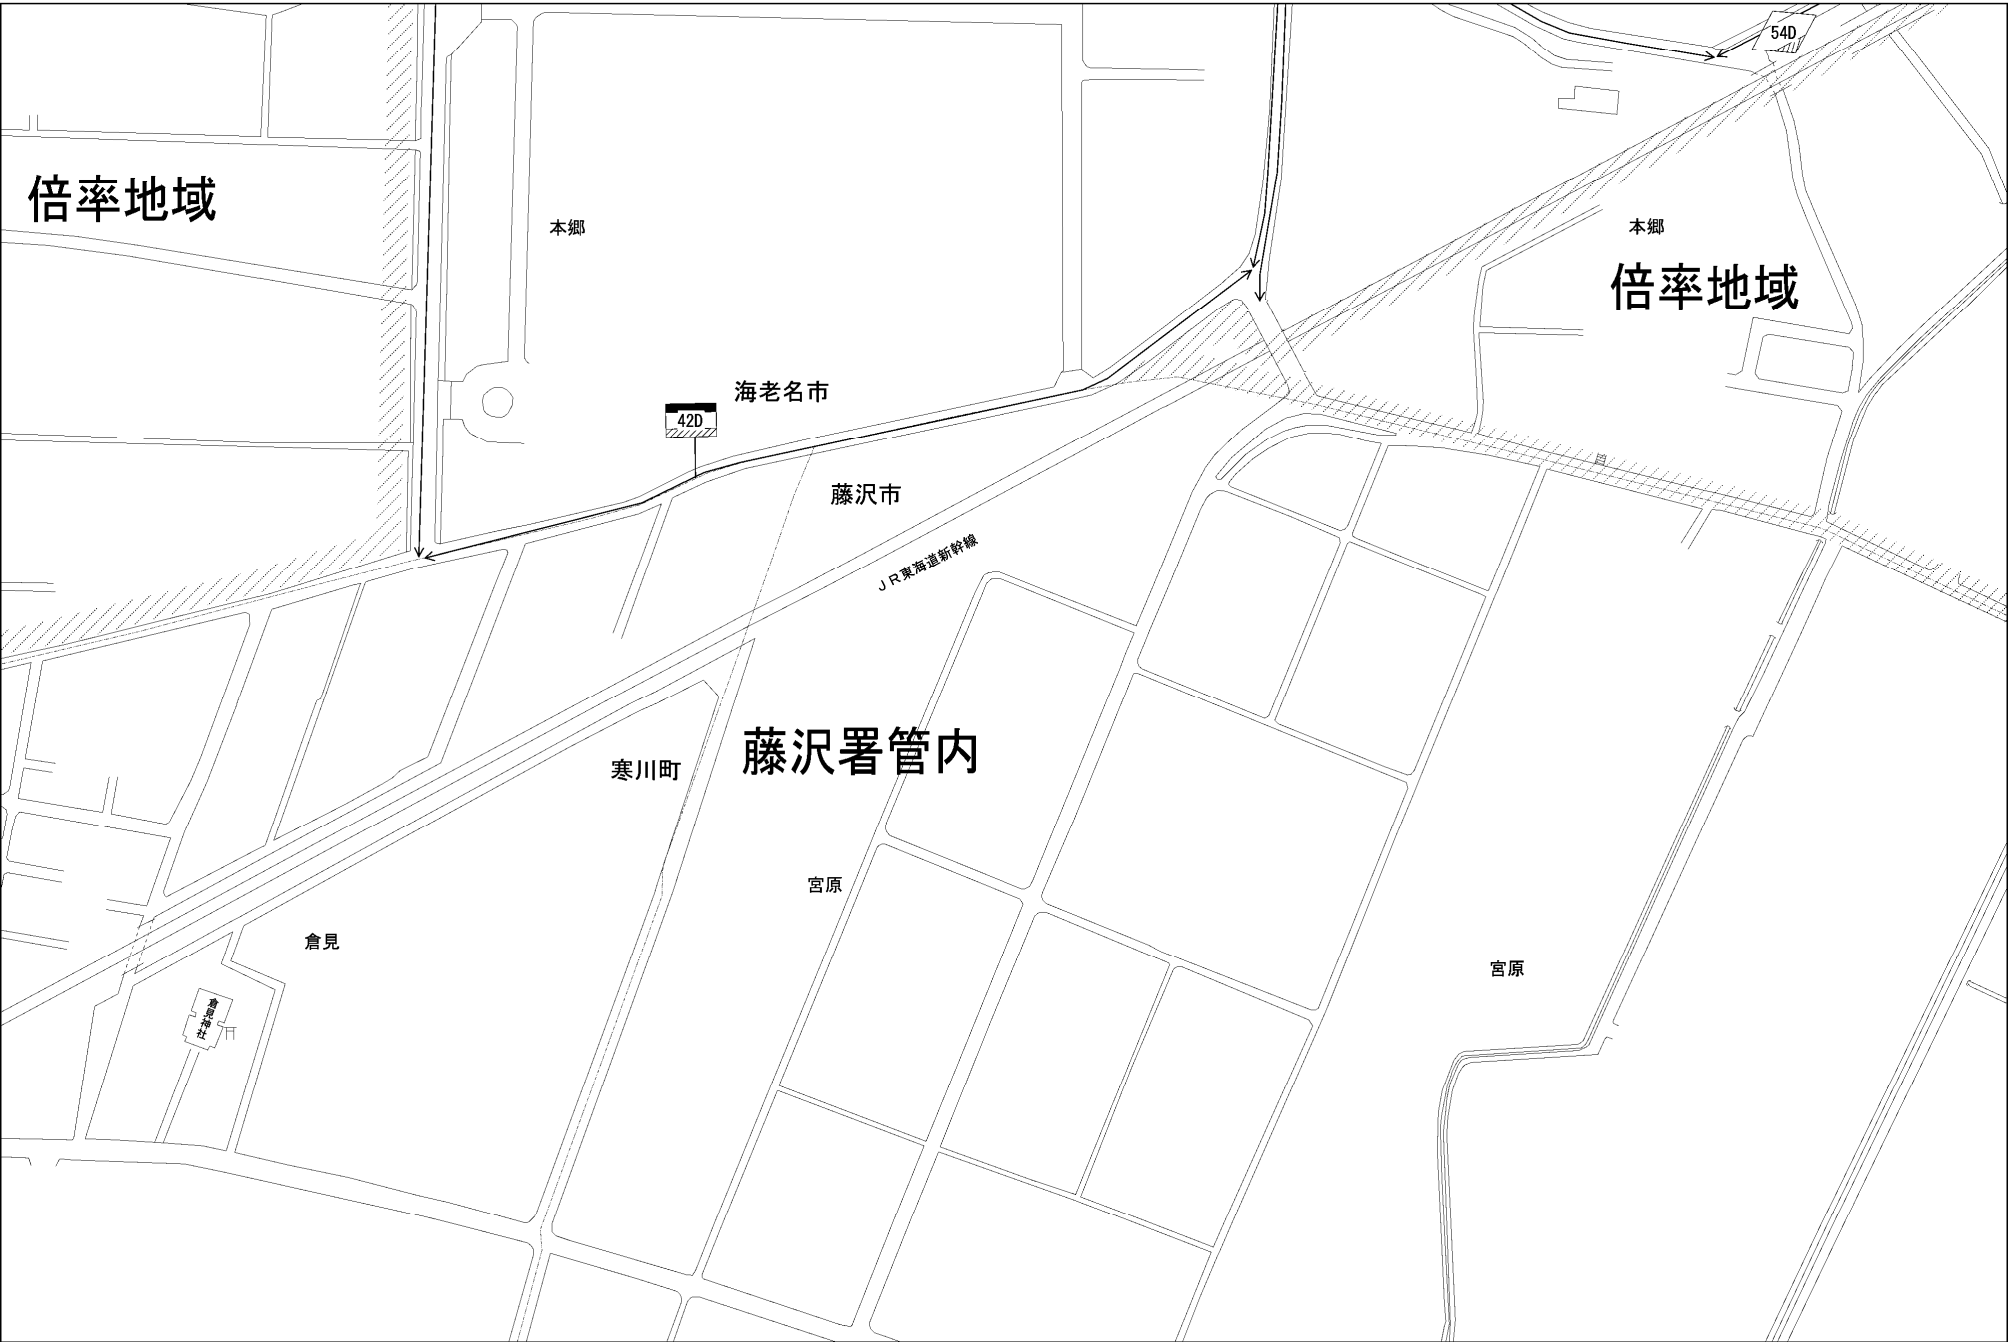 54D
倍率地域
本郷
本郷
倍率地域
海老名市
42D
藤沢市
JR東海道新幹線
藤沢署管内
寒川町
宮原
倉見
宮原
倉見神社